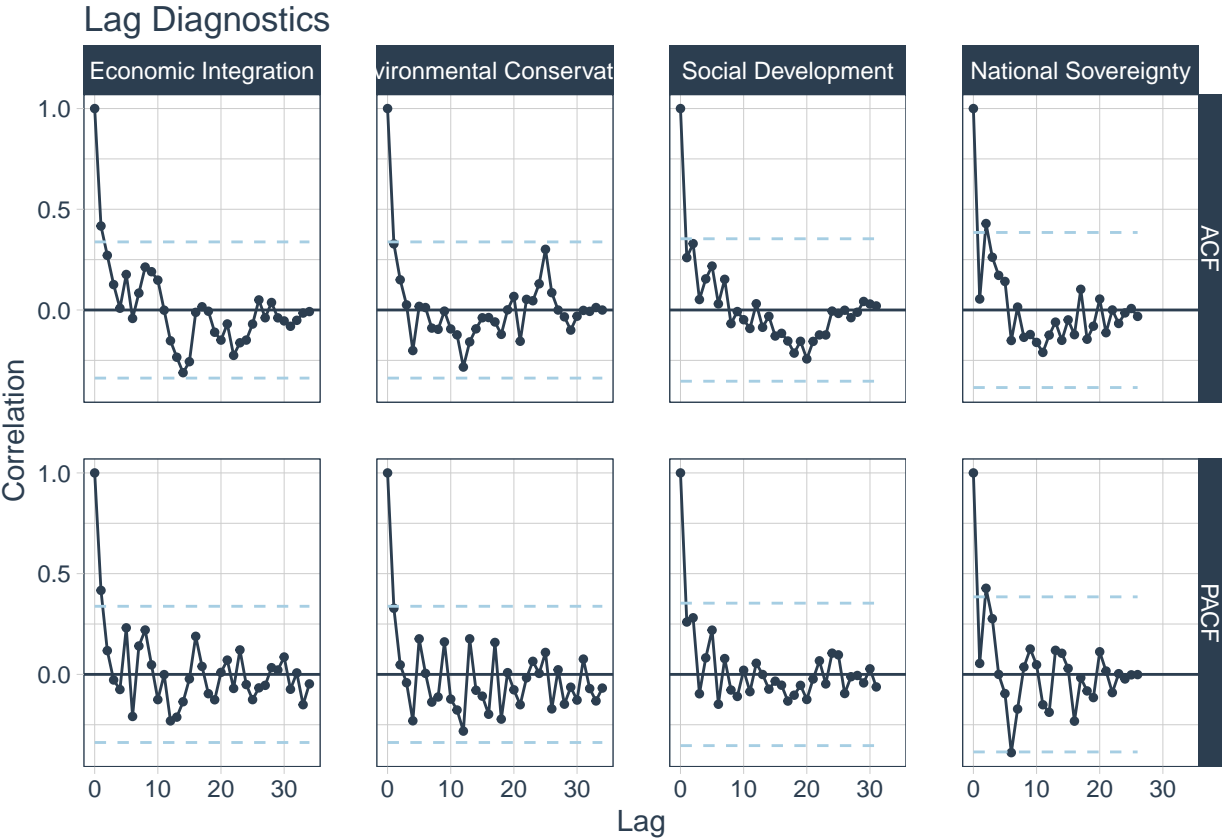 Lag Diagnostics
Economic Integration
vironmental Conservat
Social Development
National Sovereignty
1.0
0.5
0.0
ACF
Correlation
1.0
0.5
0.0
PACF
0 10 20 30
0 10 20 30
0 10 20 30
0 10 20 30
Lag